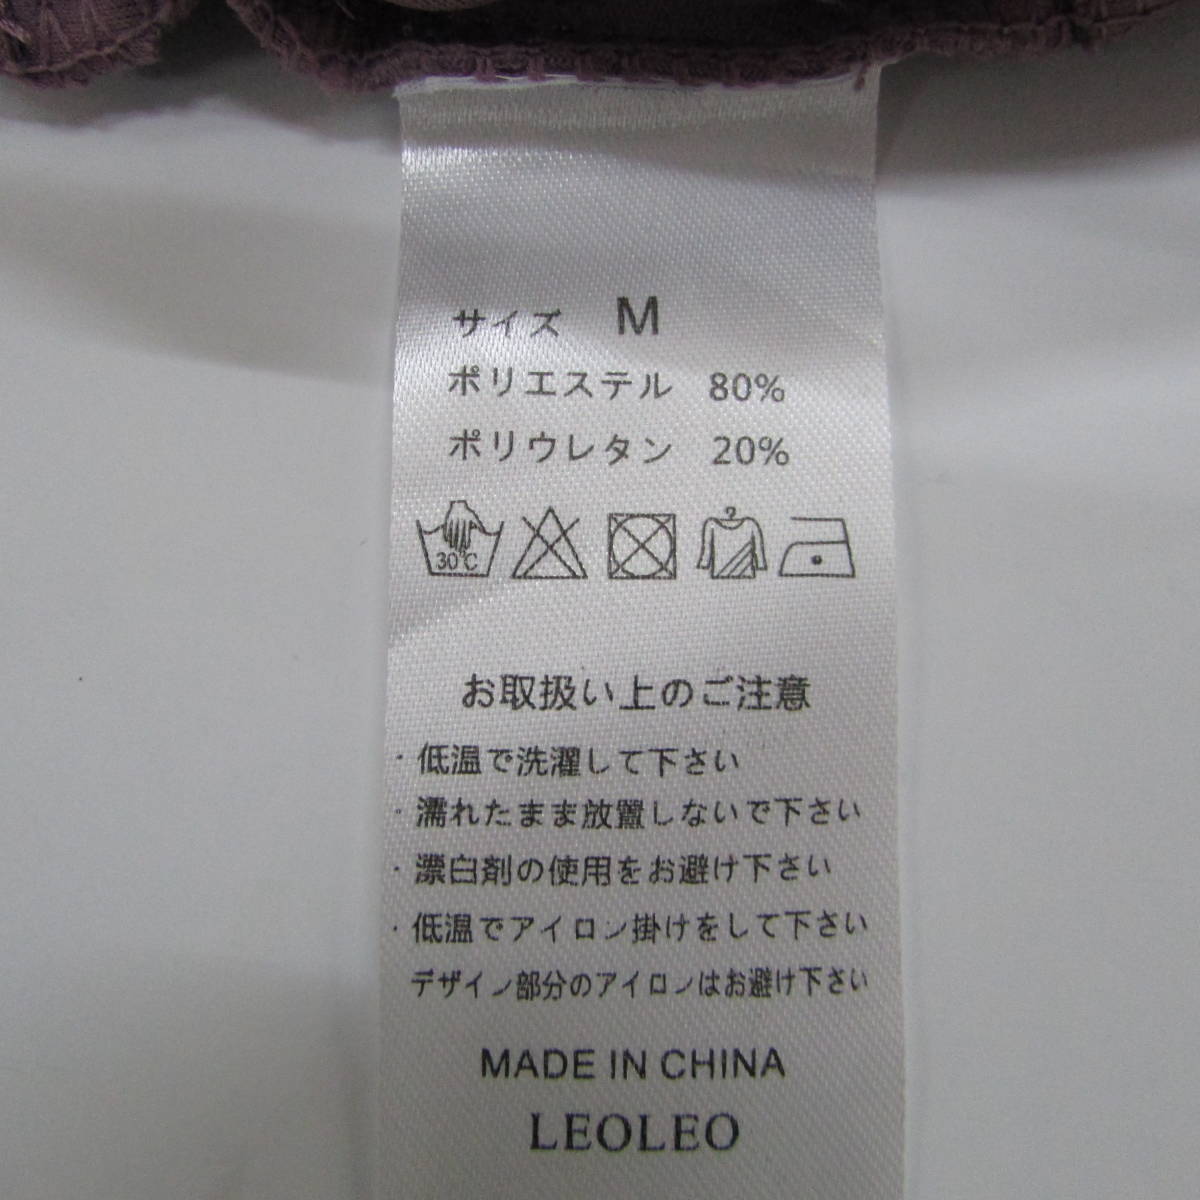 サイズ M
ポリエステル 80%
ポリウレタン 20%
30℃
お取扱い上のご注意
・低温で洗濯して下さい
・濡れたまま放置しないで下さい
・漂白剤の使用をお避け下さい
・低温でアイロン掛けをして下さい
デザイン部分のアイロンはお避け下さい
MADE IN CHINA
LEOLEO